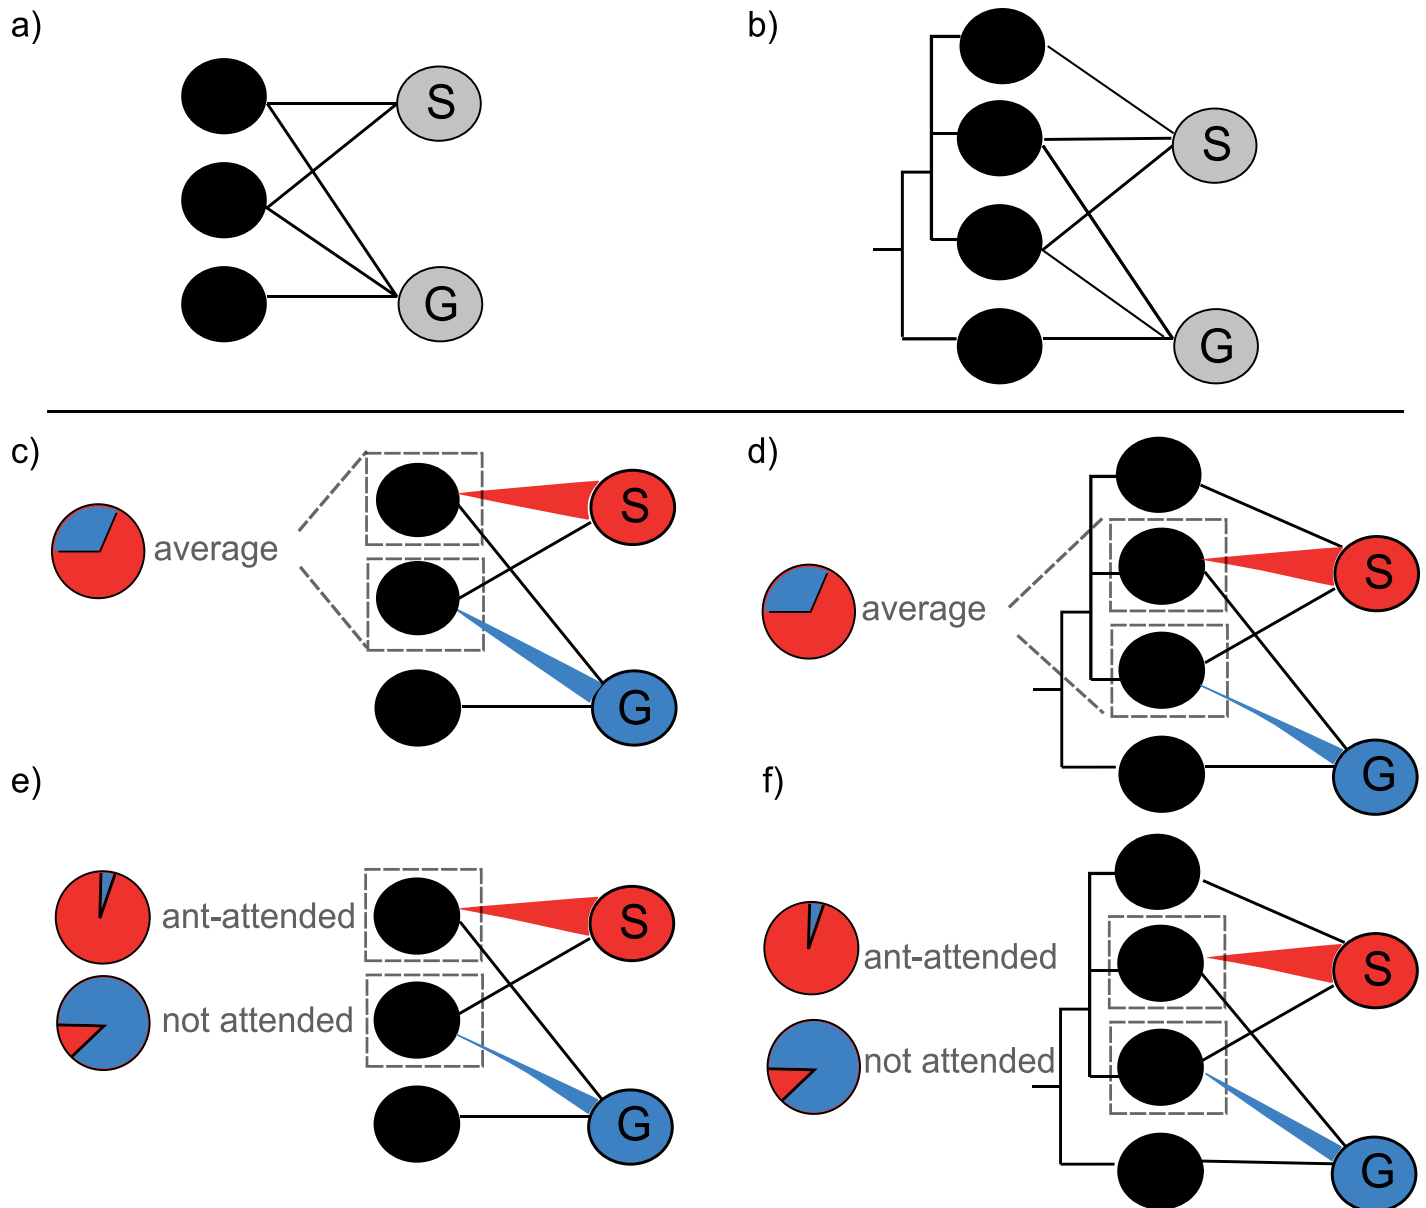 a)
S
G
b)
S
G
c)
average
S
G
d)
average
S
G
e)
ant-attended
not attended
S
G
f)
ant-attended
not attended
S
G